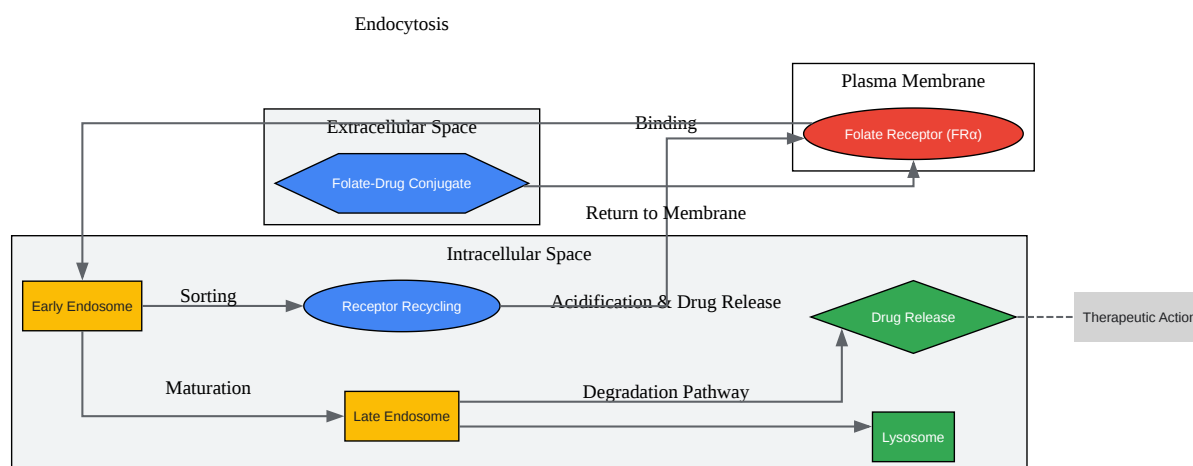 Endocytosis
Plasma Membrane
Extracellular Space
Binding
Folate Receptor (FRα)
Folate-Drug Conjugate
Return to Membrane
Intracellular Space
Early Endosome
Sorting
Receptor Recycling
Acidification & Drug Release
Drug Release
Therapeutic Action
Maturation
Degradation Pathway
Late Endosome
Lysosome